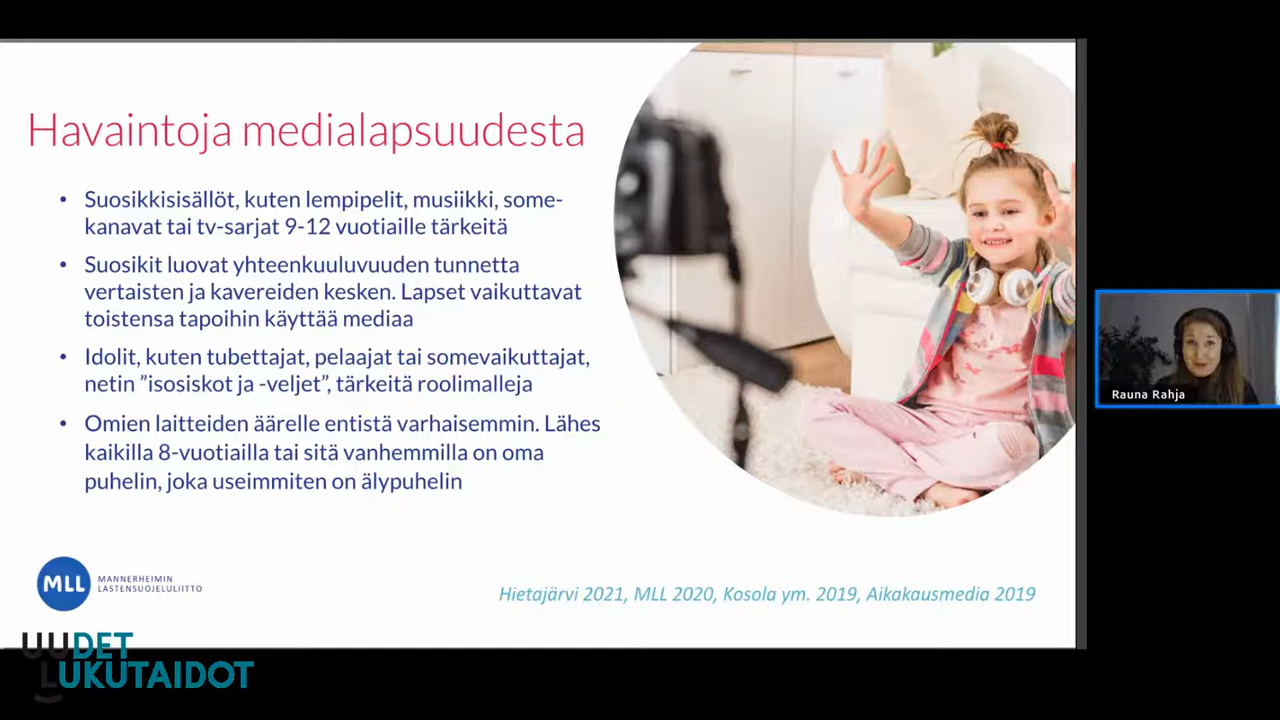 Havaintoja medialapsuudesta
• Suosikkisisällöt, kuten lempipelit, musiikki, some-
kanavat tai tv-sarjat 9-12 vuotiaille tärkeitä
• Suosikit luovat yhteenkuuluvuuden tunnetta
vertaisten ja kavereiden kesken. Lapset vaikuttavat
toistensa tapoihin käyttää mediaa
• Idolit, kuten tubettajat, pelaajat tai somevaikuttajat,
netin ”isosiskot ja -veljet”, tärkeitä roolimalleja
• Omien laitteiden äärelle entistä varhaisemmin. Lähes
kaikilla 8-vuotiailla tai sitä vanhemmilla on oma
puhelin, joka useimmiten on älypuhelin
Rauna Rahja
MLL
MANNERHEIMIN
LASTENSUOJELULIITTO
Hietajärvi 2021, MLL 2020, Kosola ym. 2019, Aikakausmedia 2019
UUDET
LUKUTAIDOT